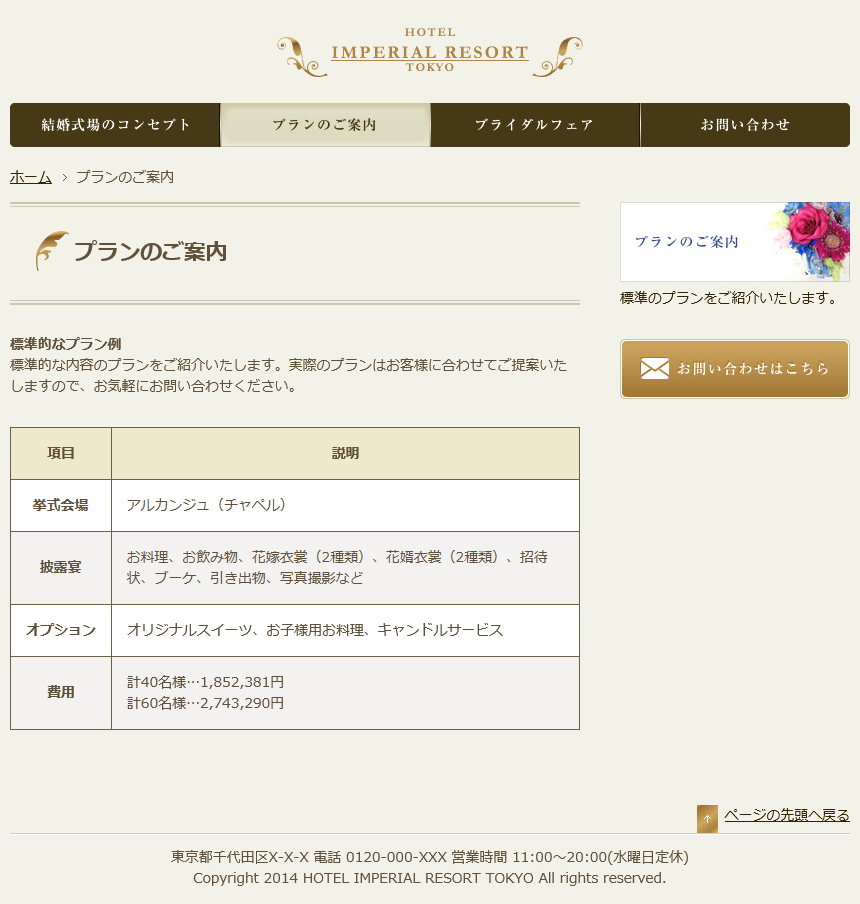 HOTEL
IMPERIAL RESORT
TOKYO
結婚式場のコンセプト
プランのご案内
ブライダルフェア
お問い合わせ
ホーム > プランのご案内
プランのご案内
標準的なプラン例
標準的な内容のプランをご紹介いたします。実際のプランはお客様に合わせてご提案いた
しますので、お気軽にお問い合わせください。
項目 説明
挙式会場 アルカンジュ（チャペル）
披露宴 お料理、お飲み物、花嫁衣裳（2種類）、花婿衣裳（2種類）、招待
状、ブーケ、引き出物、写真撮影など
オプション オリジナルスイーツ、お子様用お料理、キャンドルサービス
費用 計40名様…1,852,381円
計60名様…2,743,290円
プランのご案内
標準のプランをご紹介いたします。
お問い合わせはこちら
ページの先頭へ戻る
東京都千代田区X-X-X 電話 0120-000-XXX 営業時間 11:00～20:00(水曜日定休)
Copyright 2014 HOTEL IMPERIAL RESORT TOKYO All rights reserved.